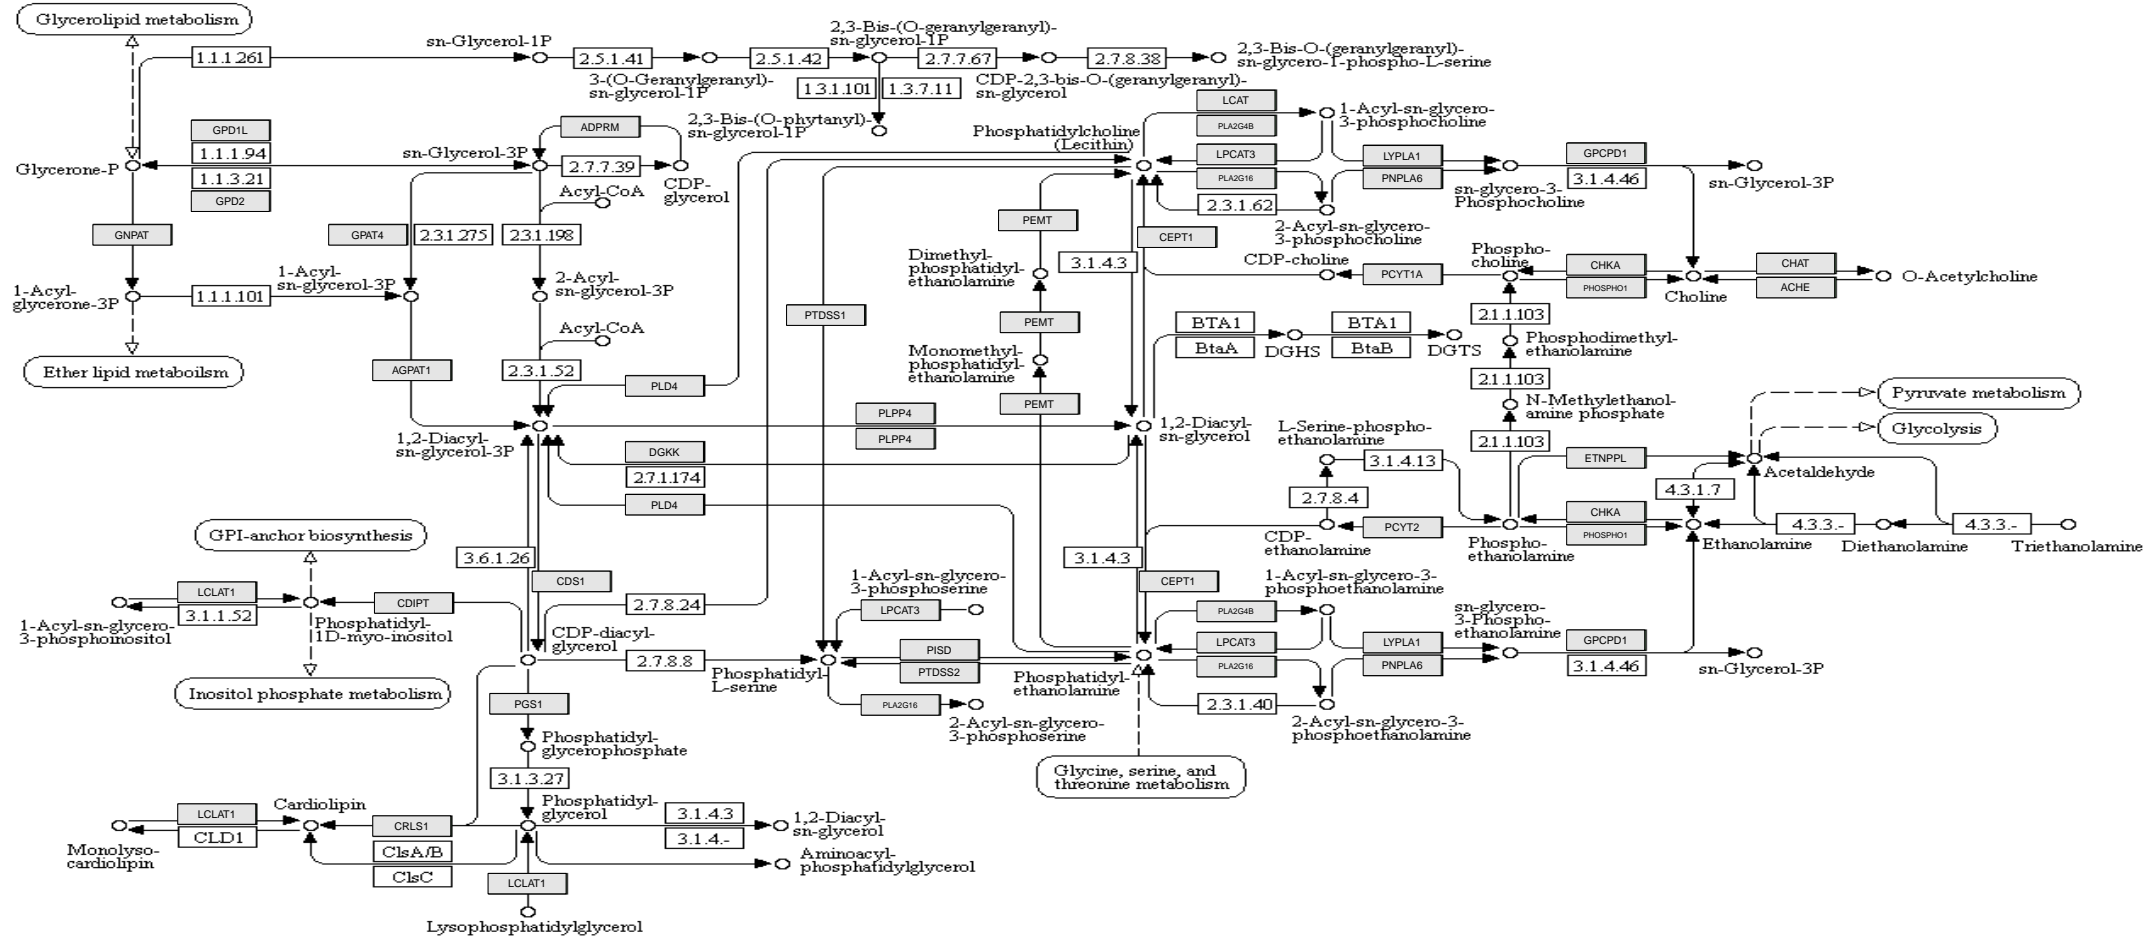 Glycerolipid metabolism
1.1.1.261
sn-Glycerol-1P
2.5.1.41
3-(O-Geranylgeranyl)-
sn-glycerol-1P
2.5.1.42
2,3-Bis-(O-geranylgeranyl)-
sn-glycerol-1P
2.7.7.67
CDP-2,3-bis-O-(geranylgeranyl)-
sn-glycerol
2.7.8.38
2,3-Bis-O-(geranylgeranyl)-
sn-glycero-1-phospho-L-serine
1.3.1.101
1.3.7.11
2,3-Bis-(O-phytanyl)-
sn-glycerol-1P
Glycerone-P
GPD1L
1.1.1.94
1.1.3.21
GPD2
sn-Glycerol-3P
ADPRM
2.7.7.39
CDP-
glycerol
Acyl-CoA
GNPAT
GPAT4
2.3.1.275
2.3.1.198
1-Acyl-
glycerone-3P
1.1.1.101
1-Acyl-
sn-glycerol-3P
2-Acyl-
sn-glycerol-3P
Acyl-CoA
Ether lipid metaboilsm
AGPAT1
2.3.1.52
PLD4
1,2-Diacyl-
sn-glycerol-3P
PLPP4
PLPP4
DGKK
2.7.1.174
PLD4
Phosphatidylcholine
(Lecithin)
LCAT
PLA2G4B
1-Acyl-sn-glycero-
3-phosphocholine
LPCAT3
PLA2G16
2.3.1.62
2-Acyl-sn-glycero-
3-phosphocholine
LYPLA1
PNPLA6
sn-glycero-3-
Phosphocholine
GPCPD1
3.1.4.46
sn-Glycerol-3P
PEMT
CEPT1
3.1.4.3
Dimethyl-
phosphatidyl-
ethanolamine
CDP-choline
PCYT1A
Phospho-
choline
CHKA
PHOSPHO1
Choline
CHAT
ACHE
O-Acetylcholine
PTDSS1
PEMT
Monomethyl-
phosphatidyl-
ethanolamine
PEMT
BTA1
BtaA
DGHS
BTA1
BtaB
DGTS
2.1.1.103
Phosphodimethyl-
ethanolamine
2.1.1.103
N-Methylethanol-
amine phosphate
2.1.1.103
Pyruvate metabolism
Glycolysis
1,2-Diacyl-
sn-glycerol
L-Serine-phospho-
ethanolamine
3.1.4.13
2.7.8.4
ETNPPL
Acetaldehyde
4.3.1.7
CDP-
ethanolamine
PCYT2
Phospho-
ethanolamine
CHKA
PHOSPHO1
Ethanolamine
4.3.3.-
Diethanolamine
4.3.3.-
Triethanolamine
GPI-anchor biosynthesis
3.6.1.26
CDS1
3.1.4.3
CEPT1
LCLAT1
3.1.1.52
1-Acyl-sn-glycero-
3-phosphoinositol
CDIPT
Phosphatidyl-
1D-myo-inositol
Inositol phosphate metabolism
2.7.8.24
CDP-diacyl-
glycerol
2.7.8.8
Phosphatidyl-
L-serine
1-Acyl-sn-glycero-
3-phosphoserine
LPCAT3
PISD
PTDSS2
PLA2G16
2-Acyl-sn-glycero-
3-phosphoserine
Phosphatidyl-
ethanolamine
1-Acyl-sn-glycero-3-
phosphoethanolamine
PLA2G4B
LPCAT3
PLA2G16
2.3.1.40
2-Acyl-sn-glycero-3-
phosphoethanolamine
LYPLA1
PNPLA6
sn-glycero-
3-Phospho-
ethanolamine
GPCPD1
3.1.4.46
sn-Glycerol-3P
Glycine, serine, and
threonine metabolism
PGS1
Phosphatidyl-
glycerophosphate
3.1.3.27
Phosphatidyl-
glycerol
3.1.4.3
3.1.4.-
1,2-Diacyl-
sn-glycerol
Aminoacyl-
phosphatidylglycerol
LCLAT1
CLD1
Monolyso-
cardiolipin
Cardiolipin
CRLS1
ClsA/B
ClsC
LCLAT1
Lysophosphatidylglycerol